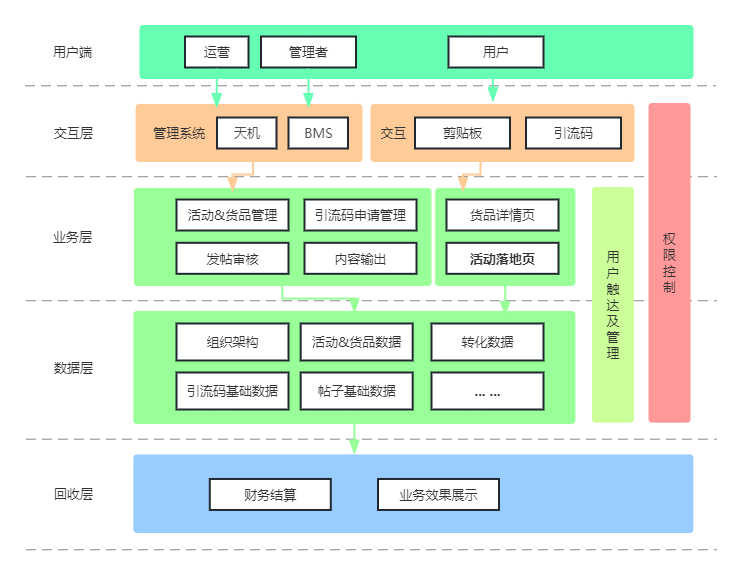 用户端
运营
管理者
用户
交互层
管理系统
天机
BMS
交互
剪贴板
引流码
业务层
活动&货品管理
引流码申请管理
货品详情页
发帖审核
内容输出
活动落地页
用户触达及管理
权限控制
数据层
组织架构
活动&货品数据
转化数据
引流码基础数据
帖子基础数据
... ...
回收层
财务结算
业务效果展示